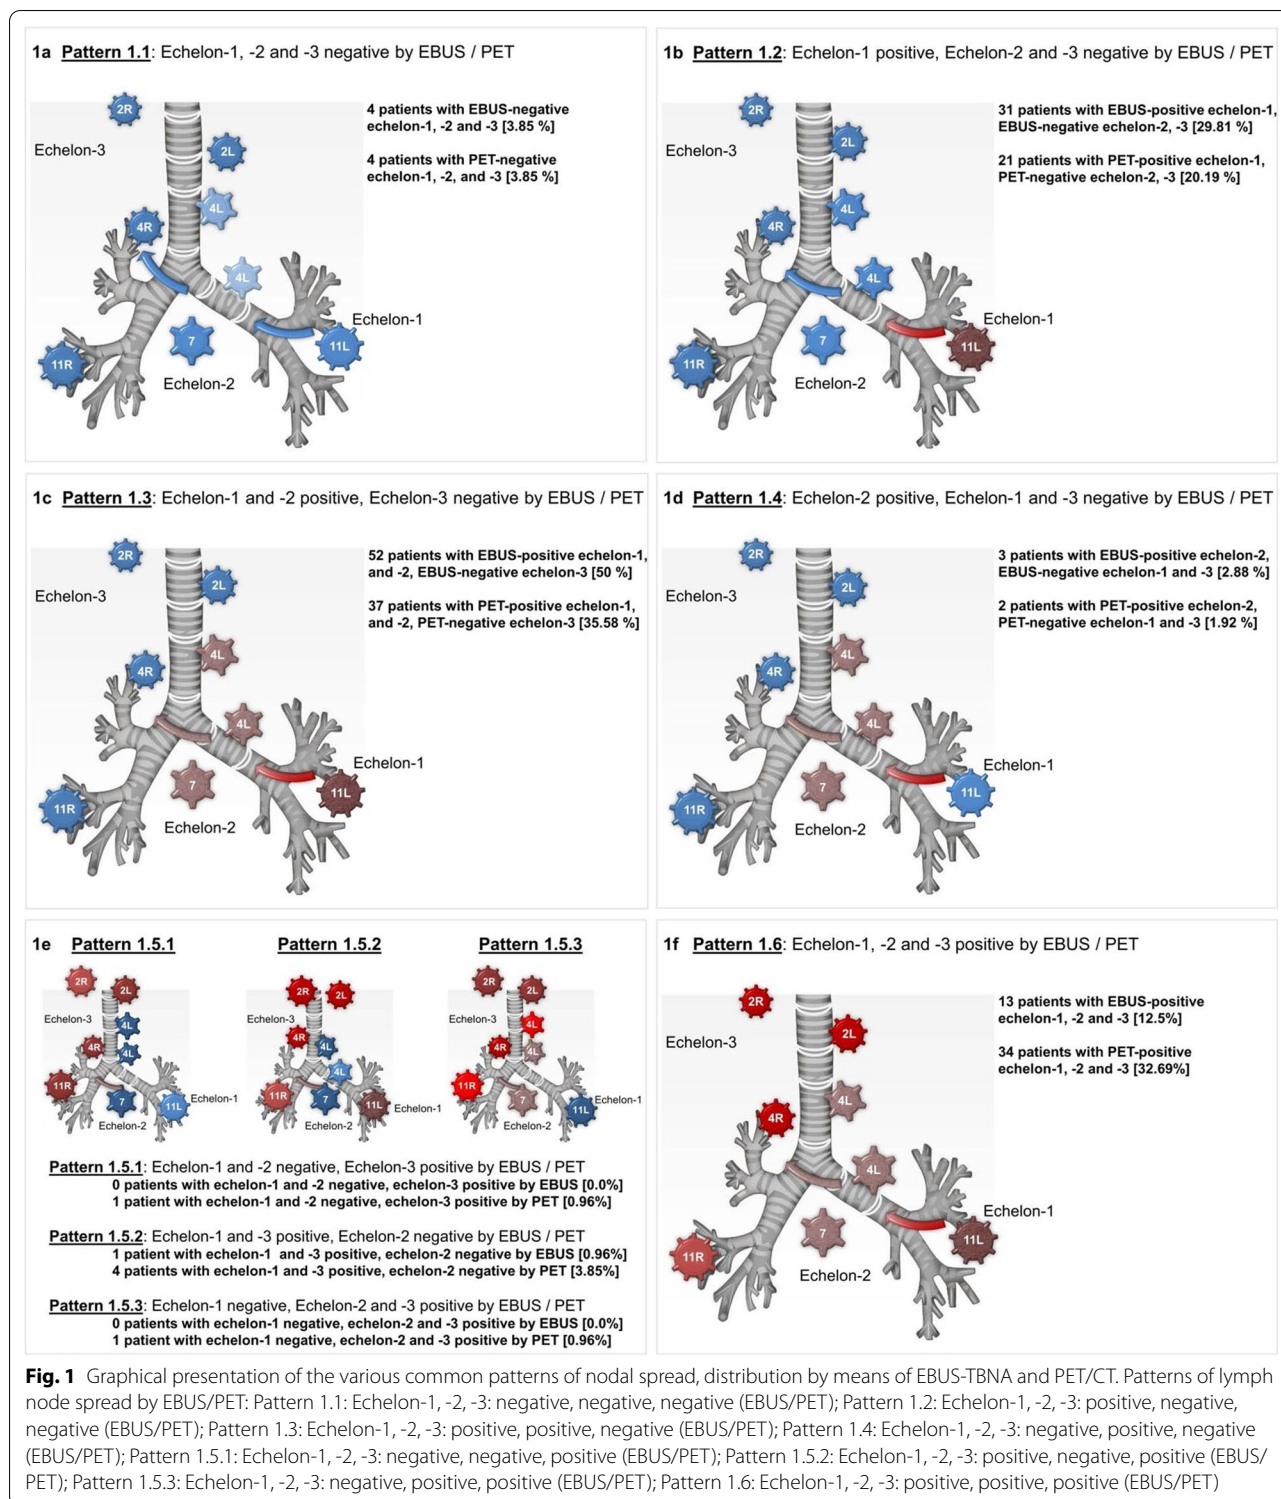 1a Pattern 1.1: Echelon-1, -2 and -3 negative by EBUS / PET
2R
Echelon-3
2L
4L
4R
4L
7
11L
11R
Echelon-1
Echelon-2
4 patients with EBUS-negative
echelon-1, -2 and -3 [3.85 %]
4 patients with PET-negative
echelon-1, -2, and -3 [3.85 %]
1b Pattern 1.2: Echelon-1 positive, Echelon-2 and -3 negative by EBUS / PET
2R
Echelon-3
2L
4L
4R
4L
7
11L
11R
Echelon-1
Echelon-2
31 patients with EBUS-positive echelon-1,
EBUS-negative echelon-2, -3 [29.81 %]
21 patients with PET-positive echelon-1,
PET-negative echelon-2, -3 [20.19 %]
1c Pattern 1.3: Echelon-1 and -2 positive, Echelon-3 negative by EBUS / PET
2R
Echelon-3
2L
4L
4R
4L
7
11L
11R
Echelon-1
Echelon-2
52 patients with EBUS-positive echelon-1,
and -2, EBUS-negative echelon-3 [50 %]
37 patients with PET-positive echelon-1,
and -2, PET-negative echelon-3 [35.58 %]
1d Pattern 1.4: Echelon-2 positive, Echelon-1 and -3 negative by EBUS / PET
2R
Echelon-3
2L
4L
4R
4L
7
11L
11R
Echelon-1
Echelon-2
3 patients with EBUS-positive echelon-2,
EBUS-negative echelon-1 and -3 [2.88 %]
2 patients with PET-positive echelon-2,
PET-negative echelon-1 and -3 [1.92 %]
1e Pattern 1.5.1
2R
2L
Echelon-3
4L
4R
4L
11R
7
11L
Echelon-1
Echelon-2
Pattern 1.5.2
2R
2L
Echelon-3
4R
4L
4L
11R
7
11L
Echelon-1
Echelon-2
Pattern 1.5.3
2R
2L
Echelon-3
4L
4R
4L
11R
7
11L
Echelon-1
Echelon-2
Pattern 1.5.1: Echelon-1 and -2 negative, Echelon-3 positive by EBUS / PET
0 patients with echelon-1 and -2 negative, echelon-3 positive by EBUS [0.0%]
1 patient with echelon-1 and -2 negative, echelon-3 positive by PET [0.96%]
Pattern 1.5.2: Echelon-1 and -3 positive, Echelon-2 negative by EBUS / PET
1 patient with echelon-1 and -3 positive, echelon-2 negative by EBUS [0.96%]
4 patients with echelon-1 and -3 positive, echelon-2 negative by PET [3.85%]
Pattern 1.5.3: Echelon-1 negative, Echelon-2 and -3 positive by EBUS / PET
0 patients with echelon-1 negative, echelon-2 and -3 positive by EBUS [0.0%]
1 patient with echelon-1 negative, echelon-2 and -3 positive by PET [0.96%]
1f Pattern 1.6: Echelon-1, -2 and -3 positive by EBUS / PET
2R
Echelon-3
2L
4L
4R
4L
7
11L
11R
Echelon-1
Echelon-2
13 patients with EBUS-positive
echelon-1, -2 and -3 [12.5%]
34 patients with PET-positive
echelon-1, -2 and -3 [32.69%]
Fig. 1 Graphical presentation of the various common patterns of nodal spread, distribution by means of EBUS-TBNA and PET/CT. Patterns of lymph
node spread by EBUS/PET: Pattern 1.1: Echelon-1, -2, -3: negative, negative, negative (EBUS/PET); Pattern 1.2: Echelon-1, -2, -3: positive, negative,
negative (EBUS/PET); Pattern 1.3: Echelon-1, -2, -3: positive, positive, negative (EBUS/PET); Pattern 1.4: Echelon-1, -2, -3: negative, positive, negative
(EBUS/PET); Pattern 1.5.1: Echelon-1, -2, -3: negative, negative, positive (EBUS/PET); Pattern 1.5.2: Echelon-1, -2, -3: positive, negative, positive (EBUS/
PET); Pattern 1.5.3: Echelon-1, -2, -3: negative, positive, positive (EBUS/PET); Pattern 1.6: Echelon-1, -2, -3: positive, positive, positive (EBUS/PET)